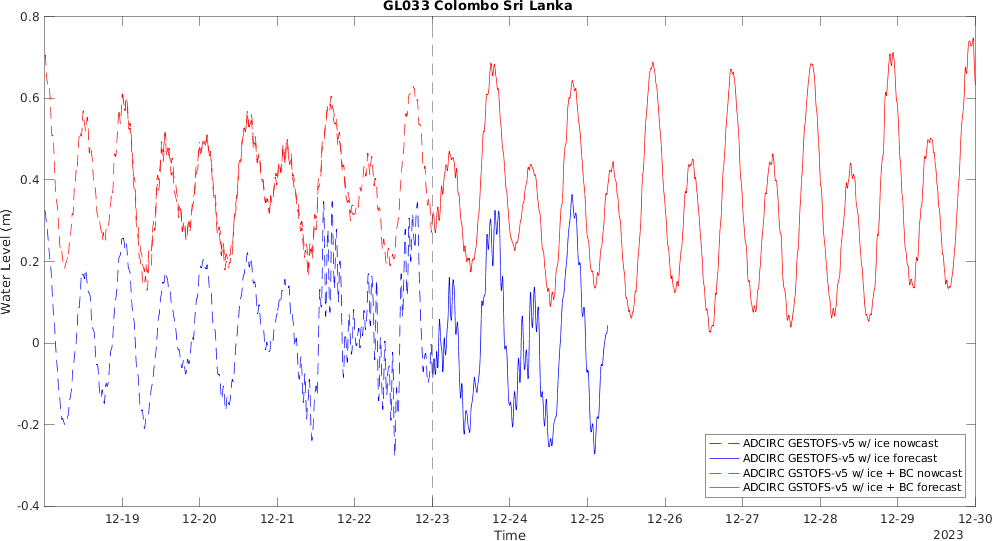 GL033 Colombo Sri Lanka
0.8
0.6
0.4
0.2
0
-0.2
-0.4
Water Level (m)
ADCIRC GESTOFS-v5 w/ ice nowcast
ADCIRC GESTOFS-v5 w/ ice forecast
ADCIRC GSTOFS-v5 w/ ice + BC nowcast
ADCIRC GSTOFS-v5 w/ ice + BC forecast
12-19 12-20 12-21 12-22 12-23 12-24 12-25 12-26 12-27 12-28 12-29 12-30
Time
2023